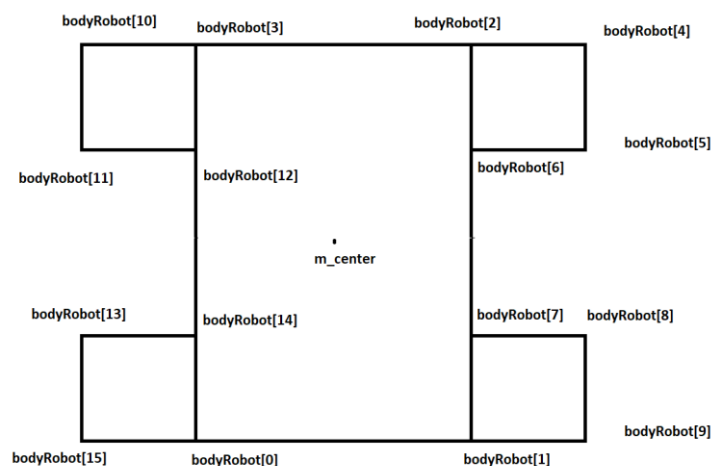 bodyRobot[10]
bodyRobot[3]
bodyRobot[2]
bodyRobot[4]
bodyRobot[5]
bodyRobot[11]
bodyRobot[12]
bodyRobot[6]
m_center
bodyRobot[13]
bodyRobot[14]
bodyRobot[7]
bodyRobot[8]
bodyRobot[9]
bodyRobot[15]
bodyRobot[0]
bodyRobot[1]